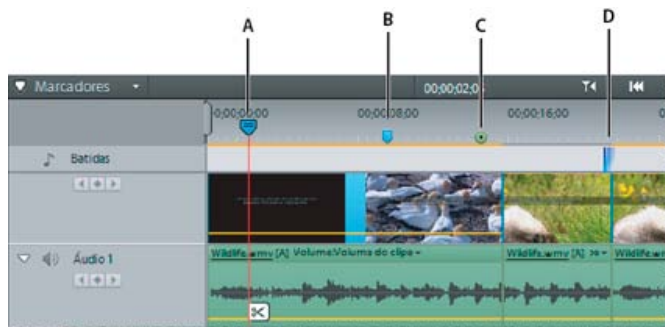 A
B
C
D
Marcadores
00;00;02;0
0;00;00;00
00;00;08;00
00;00;16;00
Batidas
Áudio 1
Wildlife.wmv [A] Volume:Volume do clipe
Wildlife.wmv [A]
Wildlife.wmv